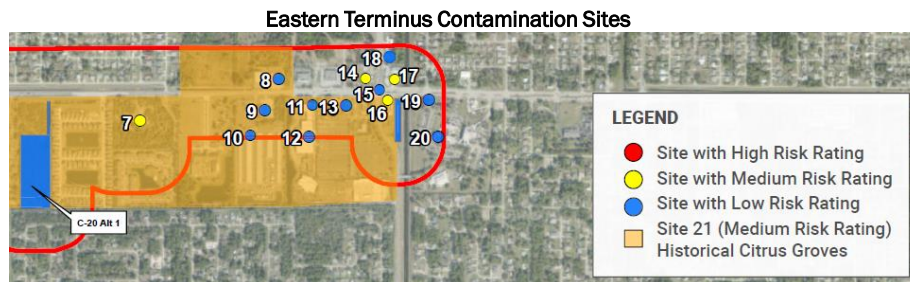 Eastern Terminus Contamination Sites
18
14
17
8
15
11
13
19
9
16
7
10
12
20
C-20 Alt 1
LEGEND
Site with High Risk Rating
Site with Medium Risk Rating
Site with Low Risk Rating
Site 21 (Medium Risk Rating)
Historical Citrus Groves